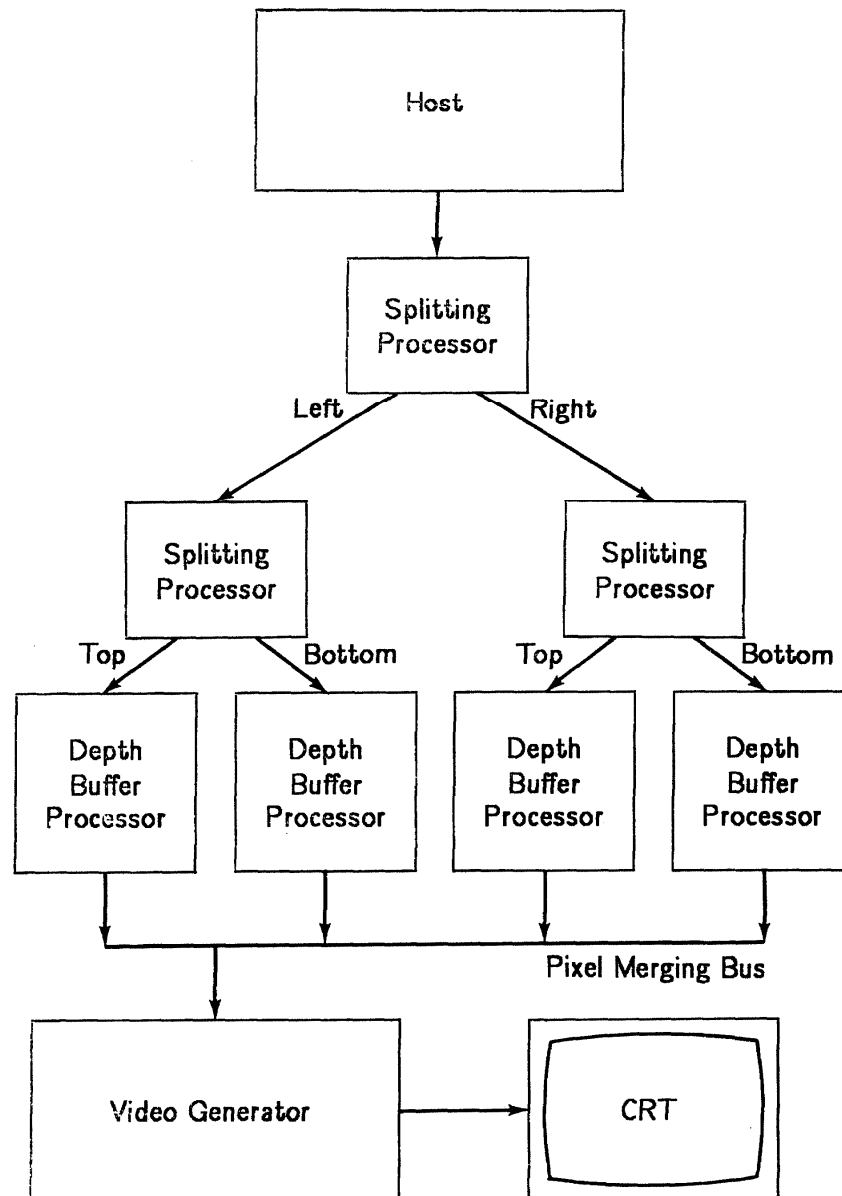 Host
Splitting
Processor
Left
Right
Splitting
Processor
Splitting
Processor
Top
Bottom
Top
Bottom
Depth
Buffer
Processor
Depth
Buffer
Processor
Depth
Buffer
Processor
Depth
Buffer
Processor
Pixel Merging Bus
Video Generator
CRT